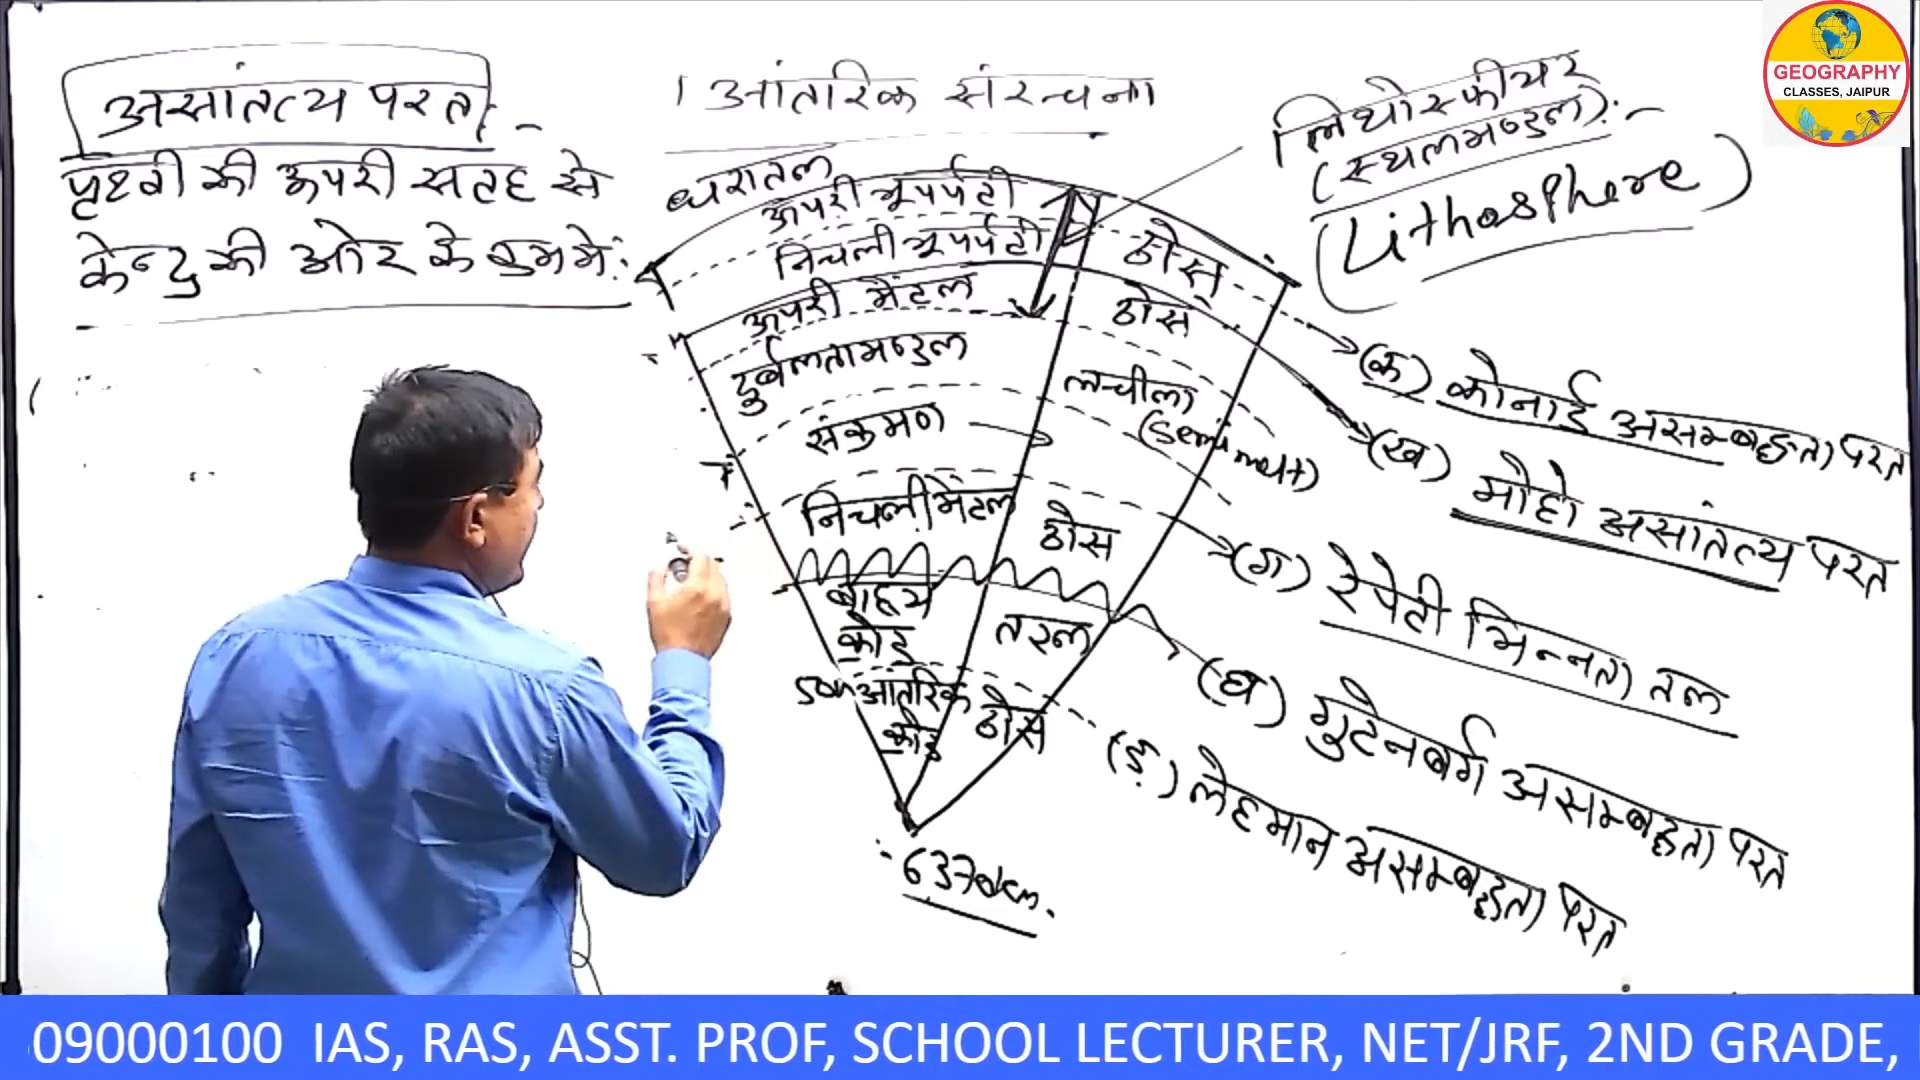 असांतत्य परत
पृथ्वी की ऊपरी सतह से
केन्द्र की ओर के क्रम में:
आंतरिक संरचना
लिथोस्फीयर
(स्थलमण्डल):-
(Lithosphere)
धरातल
ऊपरी भूपर्पटी
निचली भूपर्पटी
ठोस
ऊपरी मैंटल
ठोस
दुर्बलतामण्डल
लचीला
(Semi melt)
संक्रमण
निचली मेंटल
ठोस
बाह्य
कोड
तरल
आंतरिक
कोड
ठोस
6370km.
(क) कोनार्ड असम्बद्धता परत
(ख) मोहो असांतत्य परत
(ग) रेपेटी भिन्नता तल
(घ) गुटेनबर्ग असम्बद्धता परत
(ड़) लेहमान असम्बद्धता परत
GEOGRAPHY
CLASSES, JAIPUR
09000100 IAS, RAS, ASST. PROF, SCHOOL LECTURER, NET/JRF, 2ND GRADE,